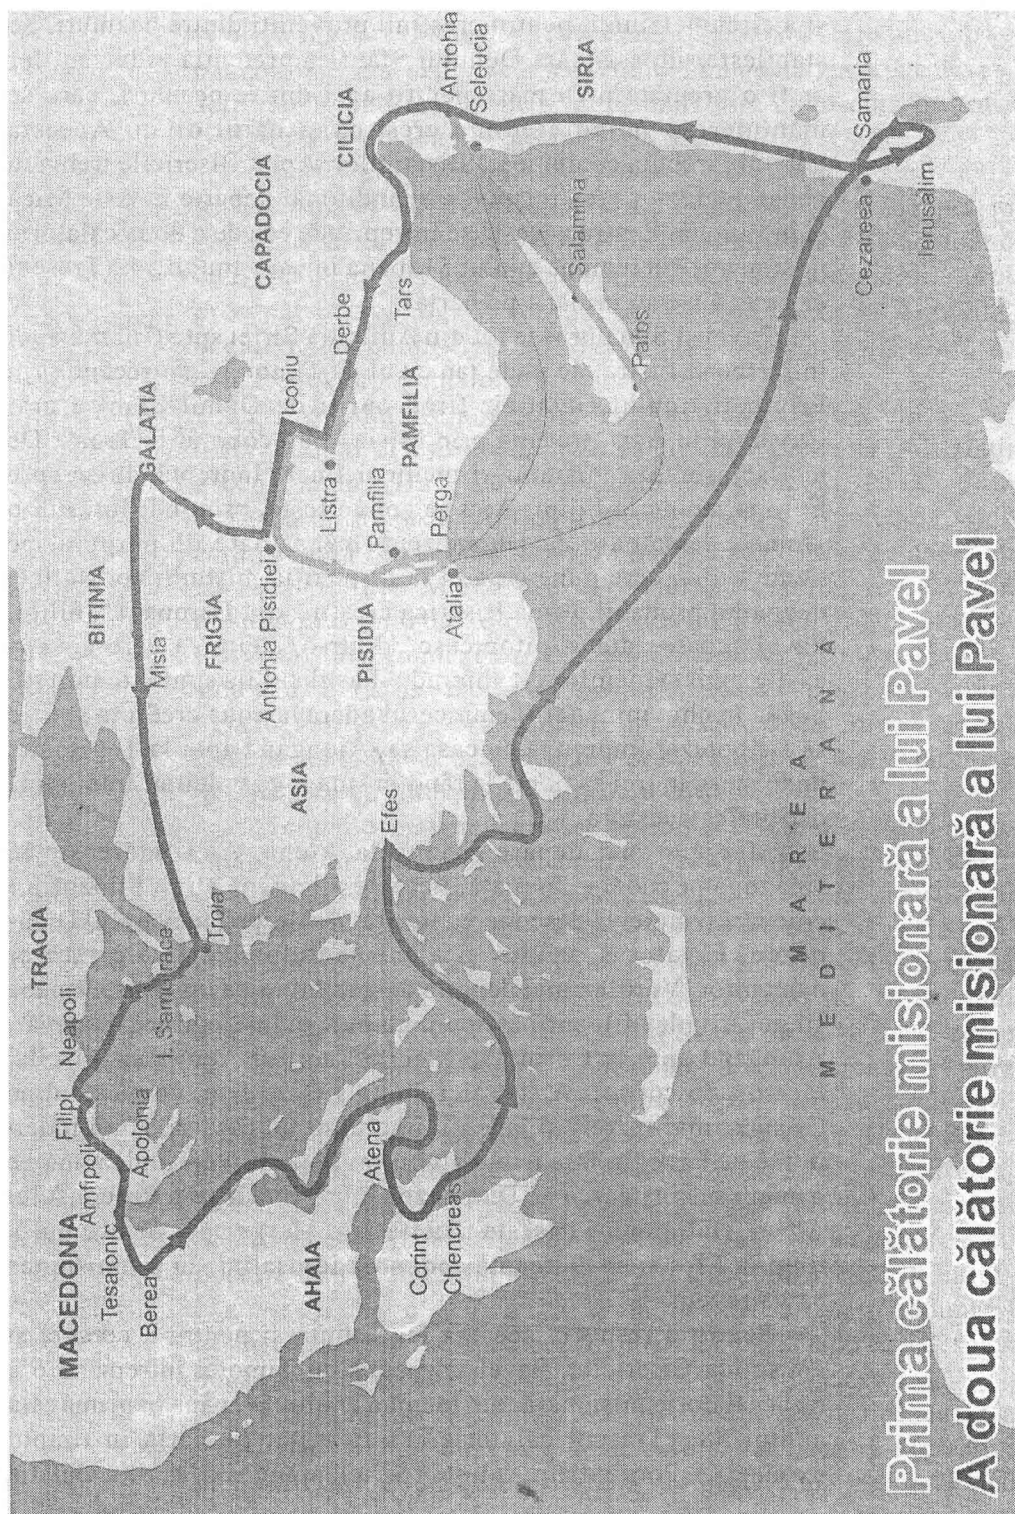 MACEDONIA
TRACIA
BITINIA
GALATIA
CAPADOCIA
CILICIA
SIRIA
Filipi
Neapoli
Amfipoli
Tesalonic
Apolonia
Berea
I. Samotrace
Troia
Misia
FRIGIA
Antiohia Pisidiei
Iconiu
Listra
Derbe
Tars
Antiohia
Seleucia
AHAIA
ASIA
PISIDIA
Pamfilia
PAMFILIA
Atena
Corint
Chencreas
Efes
Atalia
Perga
Salamna
Pafos
Samaria
Cezareea
Ierusalim
MAREA
MEDITERANĂ
Prima călătorie misionară a lui Pavel
A doua călătorie misionară a lui Pavel